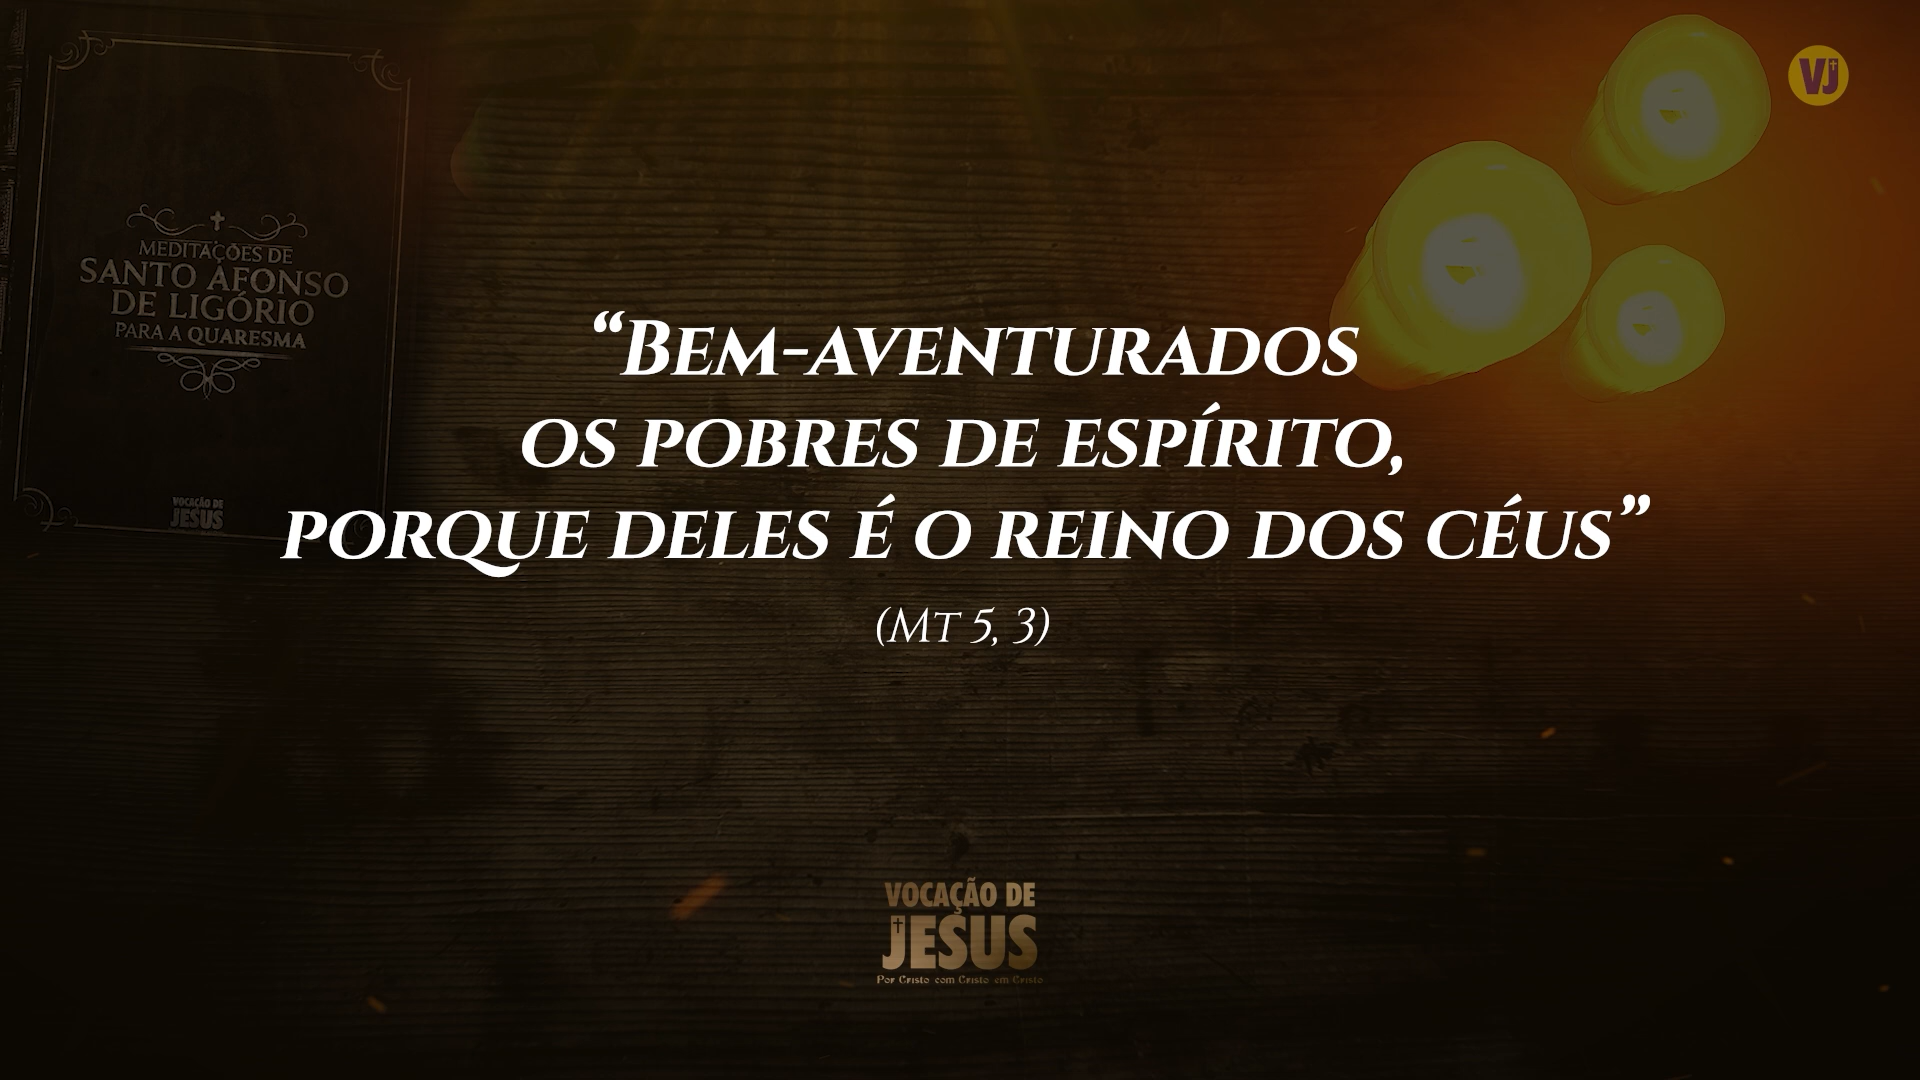 MEDITAÇÕES DE
SANTO AFONSO
DE LIGÓRIO
PARA A QUARESMA
VOCAÇÃO DE
JESUS
VJ
“BEM-AVENTURADOS
OS POBRES DE ESPÍRITO,
PORQUE DELES É O REINO DOS CÉUS”
(MT 5, 3)
VOCAÇÃO DE
JESUS
Por Cristo com Cristo em Cristo